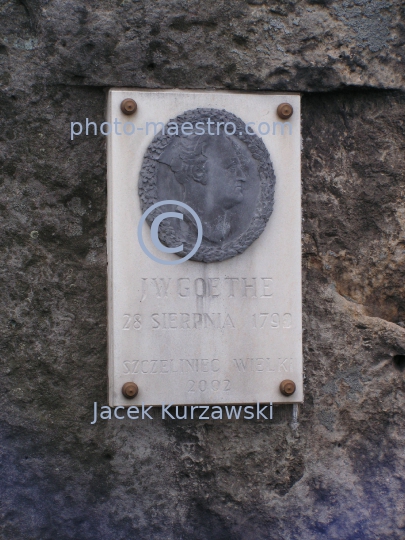 photo-maestro.com
©
J W GOETHE
28 SIERPNIA 1790
SZCZELINIEC WIELKI
2002
Jacek Kurzawski